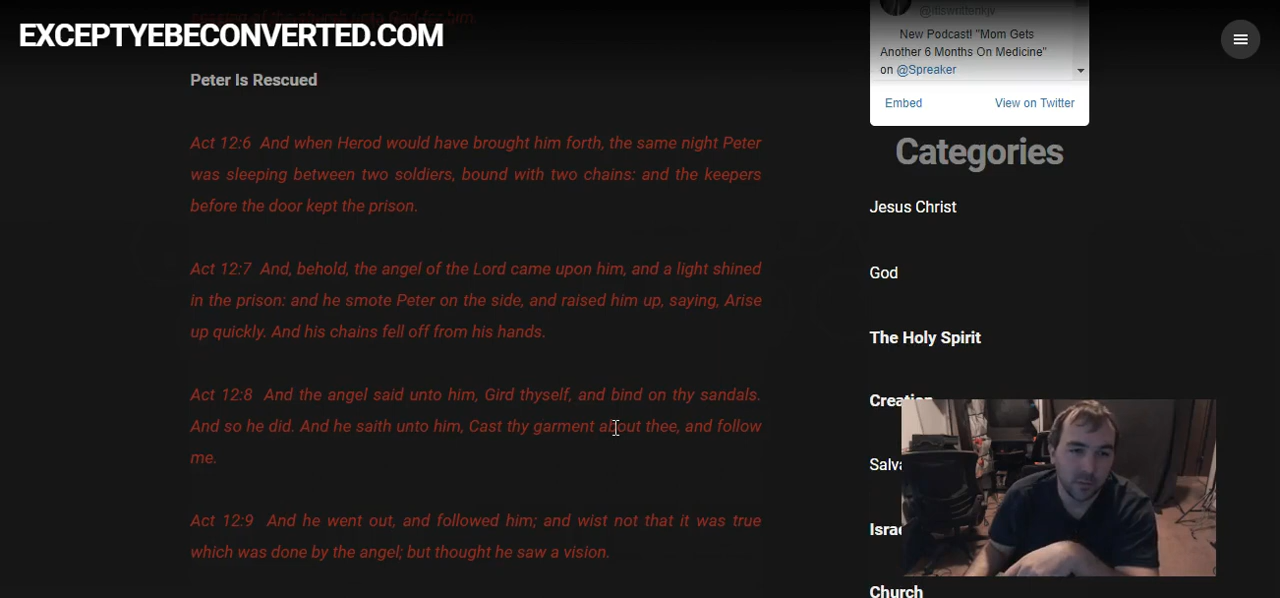 EXCEPTYEBECONVERTED.COM
Peter Is Rescued
Act 12:6 And when Herod would have brought him forth, the same night Peter
was sleeping between two soldiers, bound with two chains: and the keepers
before the door kept the prison.
Act 12:7 And, behold, the angel of the Lord came upon him, and a light shined
in the prison: and he smote Peter on the side, and raised him up, saying, Arise
up quickly. And his chains fell off from his hands.
Act 12:8 And the angel said unto him, Gird thyself, and bind on thy sandals.
And so he did. And he saith unto him, Cast thy garment about thee, and follow
me.
Act 12:9 And he went out, and followed him; and wist not that it was true
which was done by the angel; but thought he saw a vision.
@itiswrittenkjv
New Podcast! "Mom Gets
Another 6 Months On Medicine"
on @Spreaker
Embed View on Twitter
Categories
Jesus Christ
God
The Holy Spirit
Creation
Church